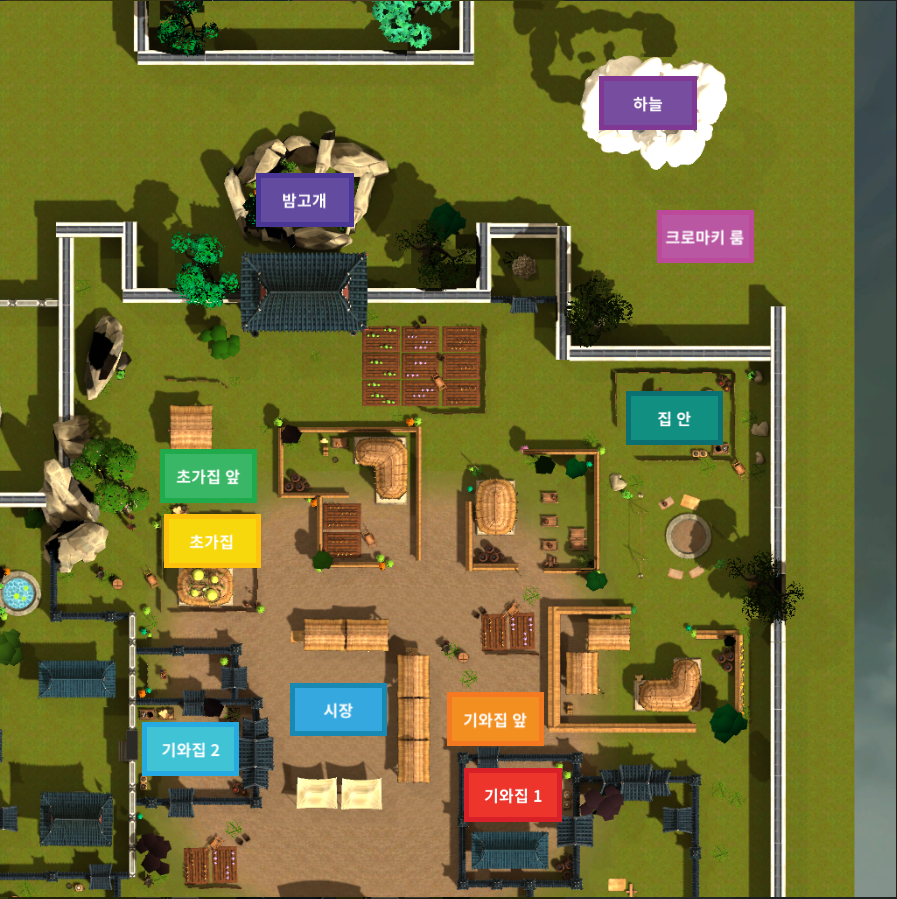 하늘
밤고개
크로마키 룸
집 안
초가집 앞
초가집
시장
기와집 앞
기와집 2
기와집 1